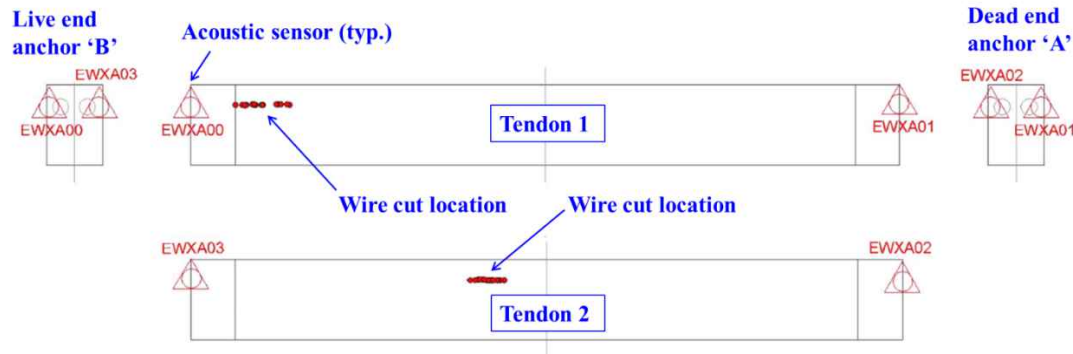 Live end
anchor ‘B’
Acoustic sensor (typ.)
Dead end
anchor ‘A’
EWXA03
EWXA00
EWXA00
Tendon 1
EWXA01
EWXA02
EWXA01
Wire cut location
Wire cut location
EWXA03
EWXA02
Tendon 2